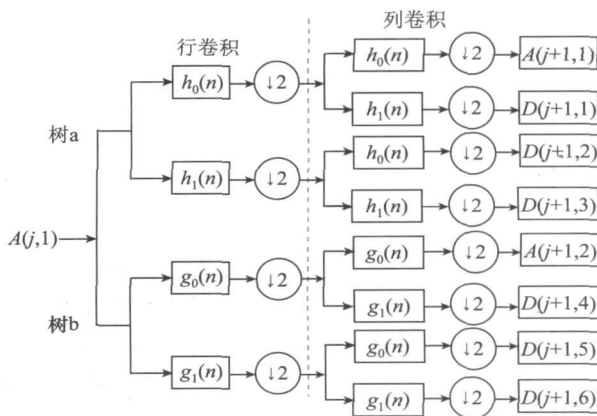 行卷积
列卷积
树a
A(j,1)
树b
h₀(n) ↓2 h₀(n) ↓2 A(j+1,1)
h₁(n) ↓2 D(j+1,1)
h₁(n) ↓2 h₀(n) ↓2 D(j+1,2)
h₁(n) ↓2 D(j+1,3)
g₀(n) ↓2 g₀(n) ↓2 A(j+1,2)
g₁(n) ↓2 D(j+1,4)
g₁(n) ↓2 g₀(n) ↓2 D(j+1,5)
g₁(n) ↓2 D(j+1,6)